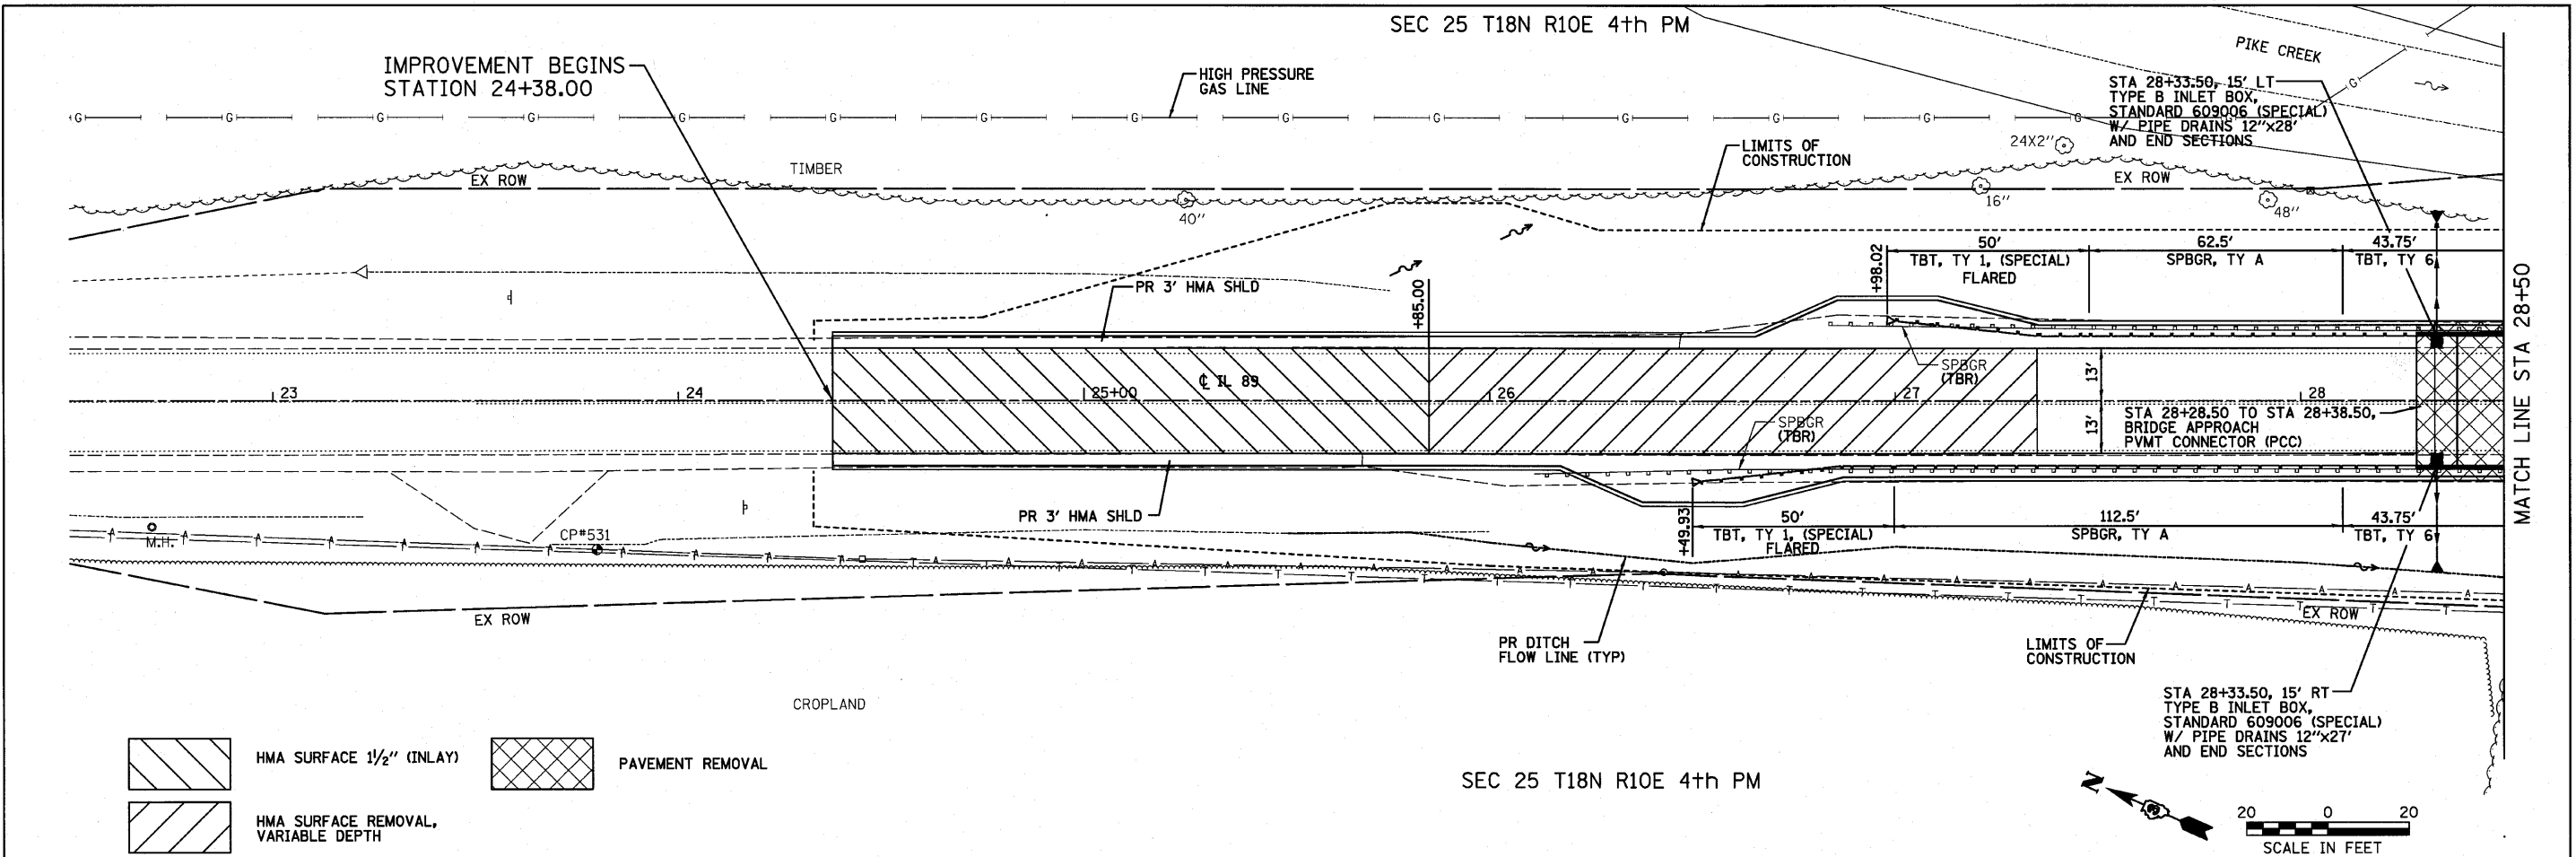 SEC 25 T18N R10E 4th PM
IMPROVEMENT BEGINS
STATION 24+38.00
HIGH PRESSURE
GAS LINE
PIKE CREEK
STA 28+33.50, 15' LT
TYPE B INLET BOX,
STANDARD 609006 (SPECIAL)
W/ PIPE DRAINS 12"x28'
AND END SECTIONS
G G G G G G G G G G G G G G G
24X2"
LIMITS OF
CONSTRUCTION
TIMBER
EX ROW
EX ROW
40"
16"
48"
50'
62.5'
43.75'
TBT, TY 1, (SPECIAL)
FLARED
SPBGR, TY A
TBT, TY 6
+98.02
+85.00
PR 3' HMA SHLD
SPBGR
(TBR)
13'
23
24
25+00
℄ IL 89
26
27
28
MATCH LINE STA 28+50
13'
STA 28+28.50 TO STA 28+38.50,
BRIDGE APPROACH
PVMT CONNECTOR (PCC)
SPBGR
(TBR)
PR 3' HMA SHLD
+49.93
50'
112.5'
43.75'
TBT, TY 1, (SPECIAL)
FLARED
SPBGR, TY A
TBT, TY 6
M.H.
CP#531
EX ROW
EX ROW
PR DITCH
FLOW LINE (TYP)
LIMITS OF
CONSTRUCTION
CROPLAND
STA 28+33.50, 15' RT
TYPE B INLET BOX,
STANDARD 609006 (SPECIAL)
W/ PIPE DRAINS 12"x27'
AND END SECTIONS
HMA SURFACE 1½" (INLAY)
PAVEMENT REMOVAL
HMA SURFACE REMOVAL,
VARIABLE DEPTH
SEC 25 T18N R10E 4th PM
N
20 0 20
SCALE IN FEET